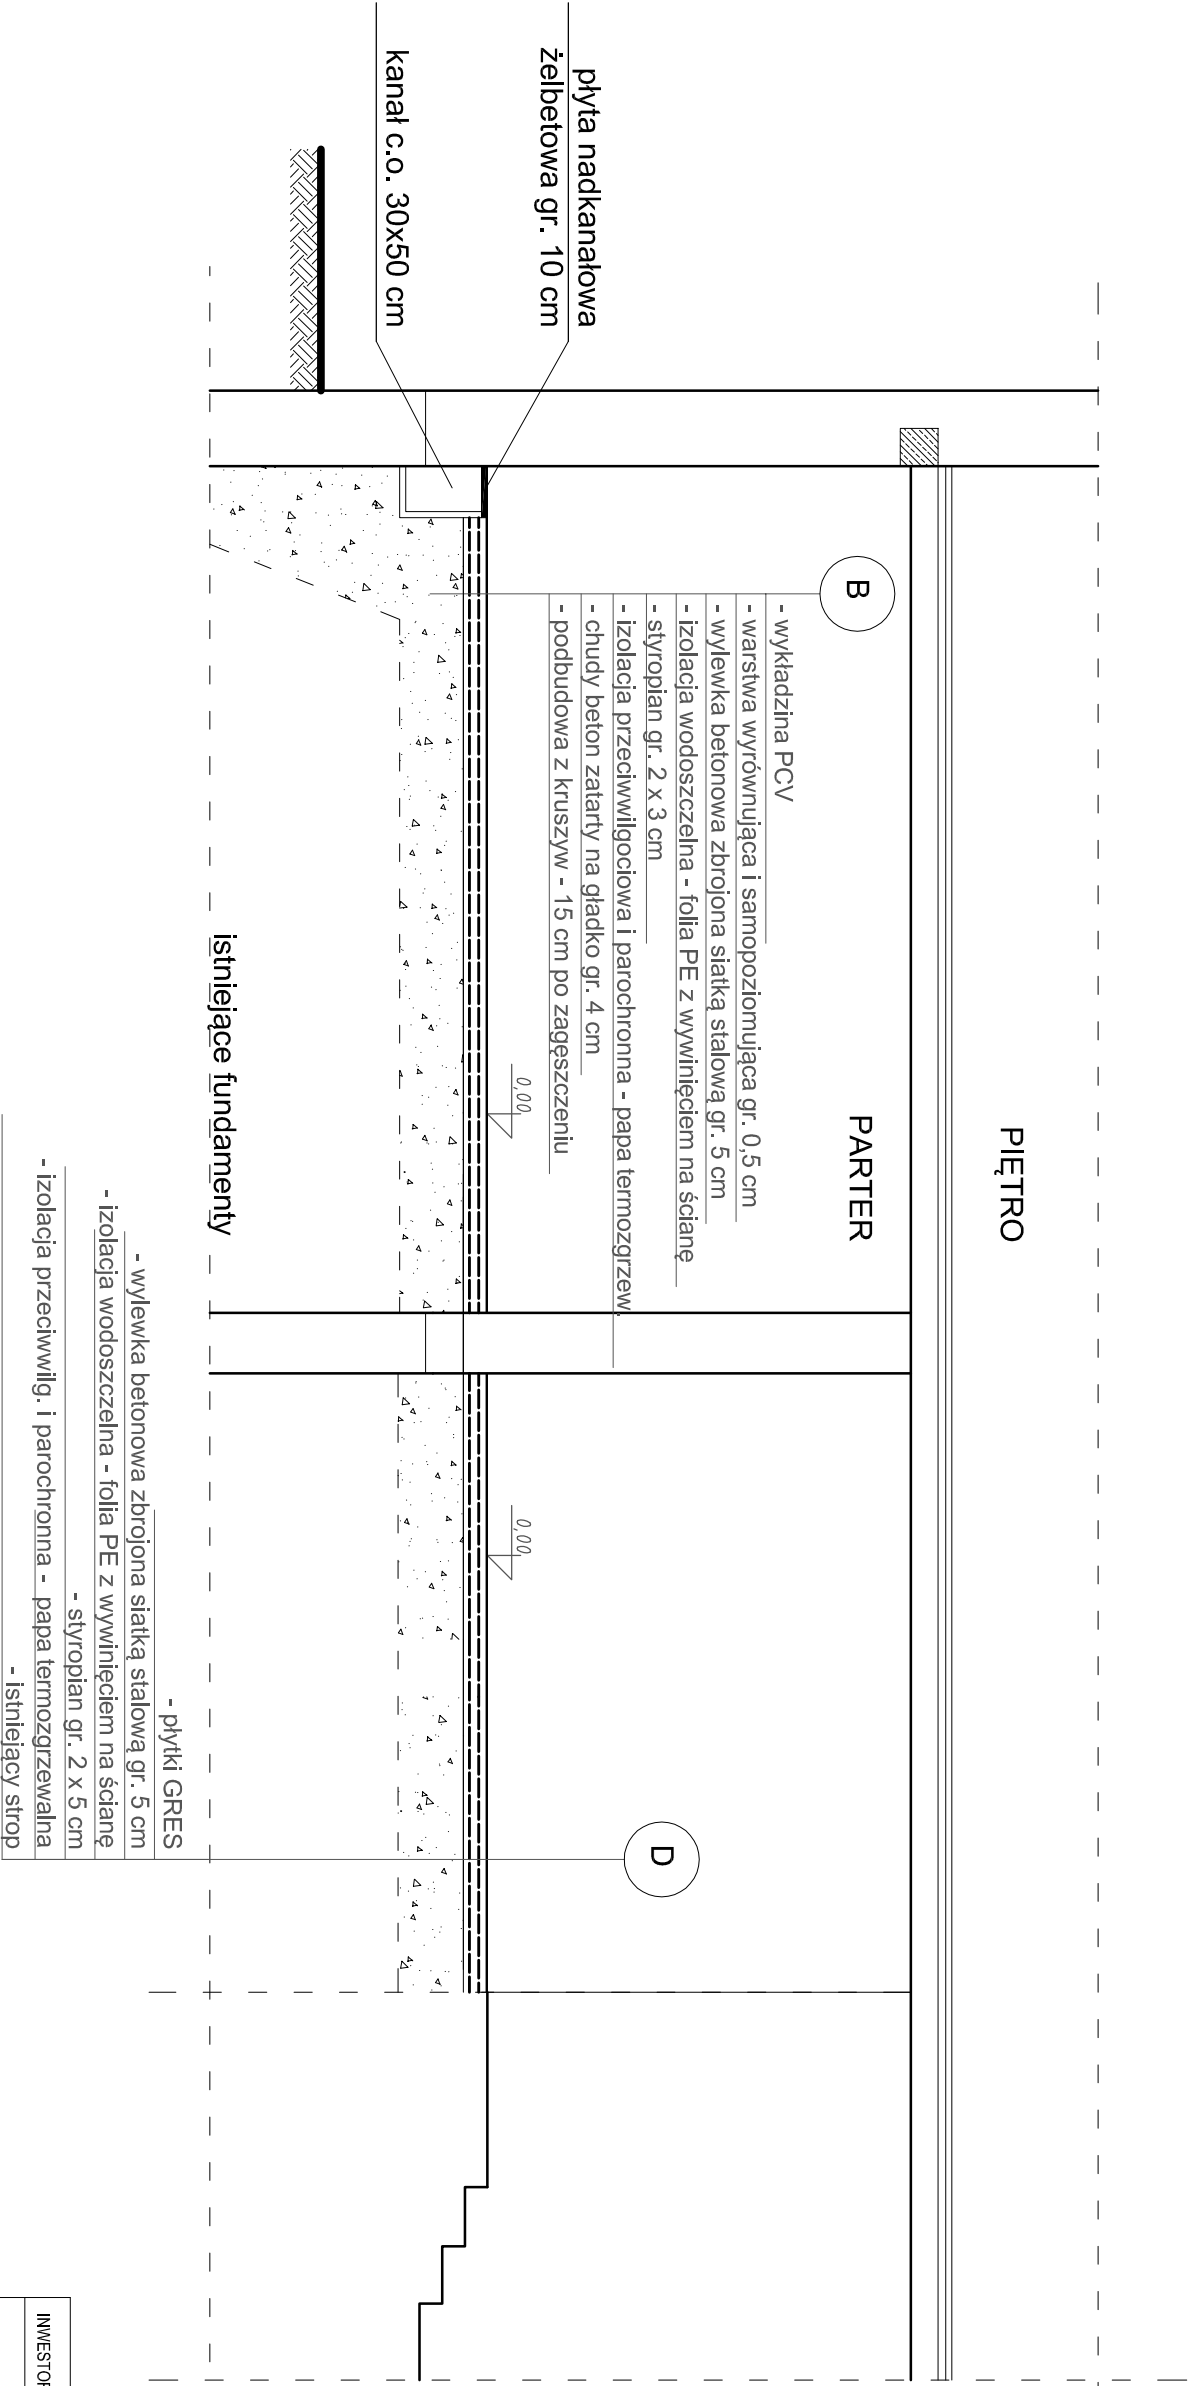 PIĘTRO
PARTER
płyta nadkanałowa
żelbetowa gr. 10 cm
kanał c.o. 30x50 cm
B
- wykładzina PCV
- warstwa wyrównująca i samopoziomująca gr. 0,5 cm
- wylewka betonowa zbrojona siatką stalową gr. 5 cm
- izolacja wodoszczelna - folia PE z wywinięciem na ścianę
- styropian gr. 2 x 3 cm
- izolacja przeciwwilgociowa i parochronna - papa termozgrzew.
- chudy beton zatarty na gładko gr. 4 cm
- podbudowa z kruszyw - 15 cm po zagęszczeniu
0,00
0,00
D
istniejące fundamenty
- płytki GRES
- wylewka betonowa zbrojona siatką stalową gr. 5 cm
- izolacja wodoszczelna - folia PE z wywinięciem na ścianę
- styropian gr. 2 x 5 cm
- izolacja przeciwwilg. i parochronna - papa termozgrzewalna
- istniejący strop